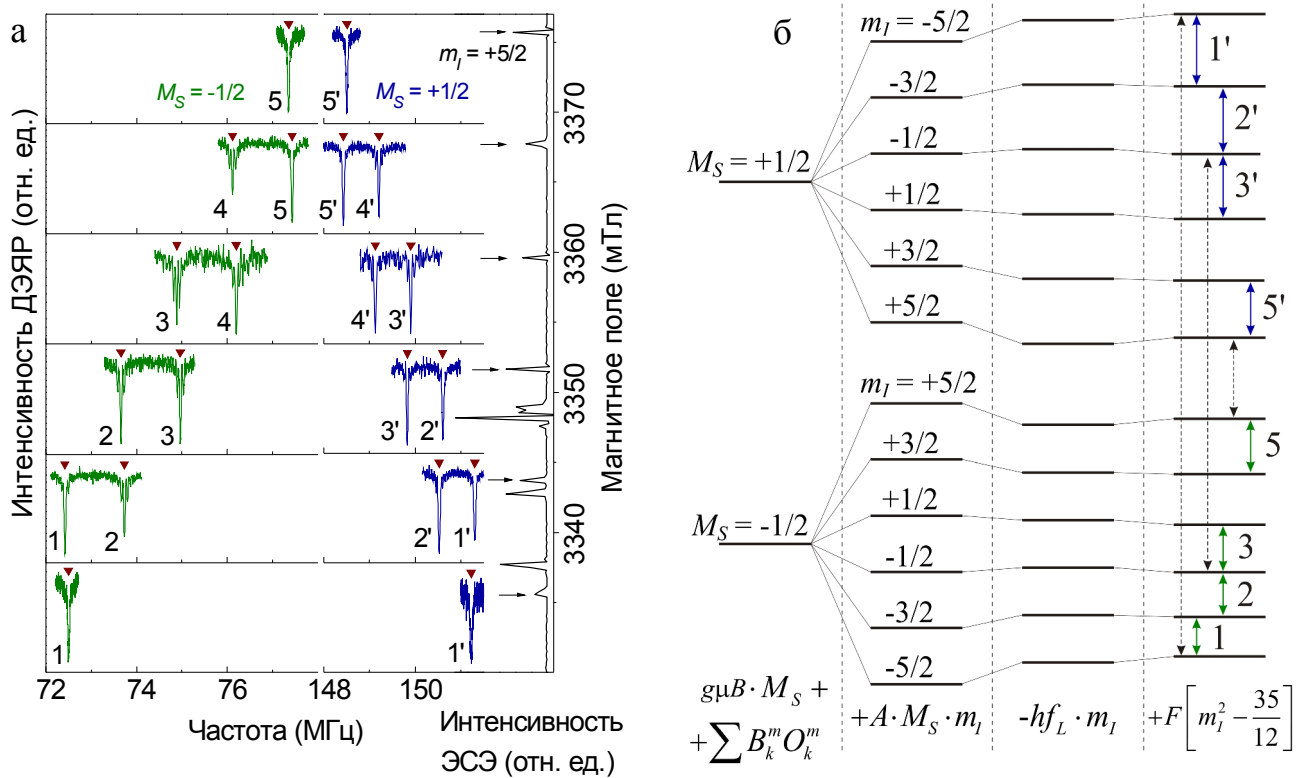 а
Интенсивность ДЭЯР (отн. ед.)
M_S = -1/2
5
5'
M_S = +1/2
m_I = +5/2
4
5
5'
4'
3
4
4'
3'
2
3
3'
2'
1
2
2'
1'
1
1'
72
74
76
148
150
Частота (МГц)
Интенсивность
ЭСЭ (отн. ед.)
3370
3360
3350
3340
Магнитное поле (мТл)
б
m_I = -5/2
-3/2
-1/2
M_S = +1/2
+1/2
+3/2
+5/2
m_I = +5/2
+3/2
+1/2
M_S = -1/2
-1/2
-3/2
-5/2
1'
2'
3'
5'
5
3
2
1
gμB·M_S +
+∑ B_k^m O_k^m
+A·M_S·m_I
-hf_L·m_I
+F[m_I^2 - 35/12]